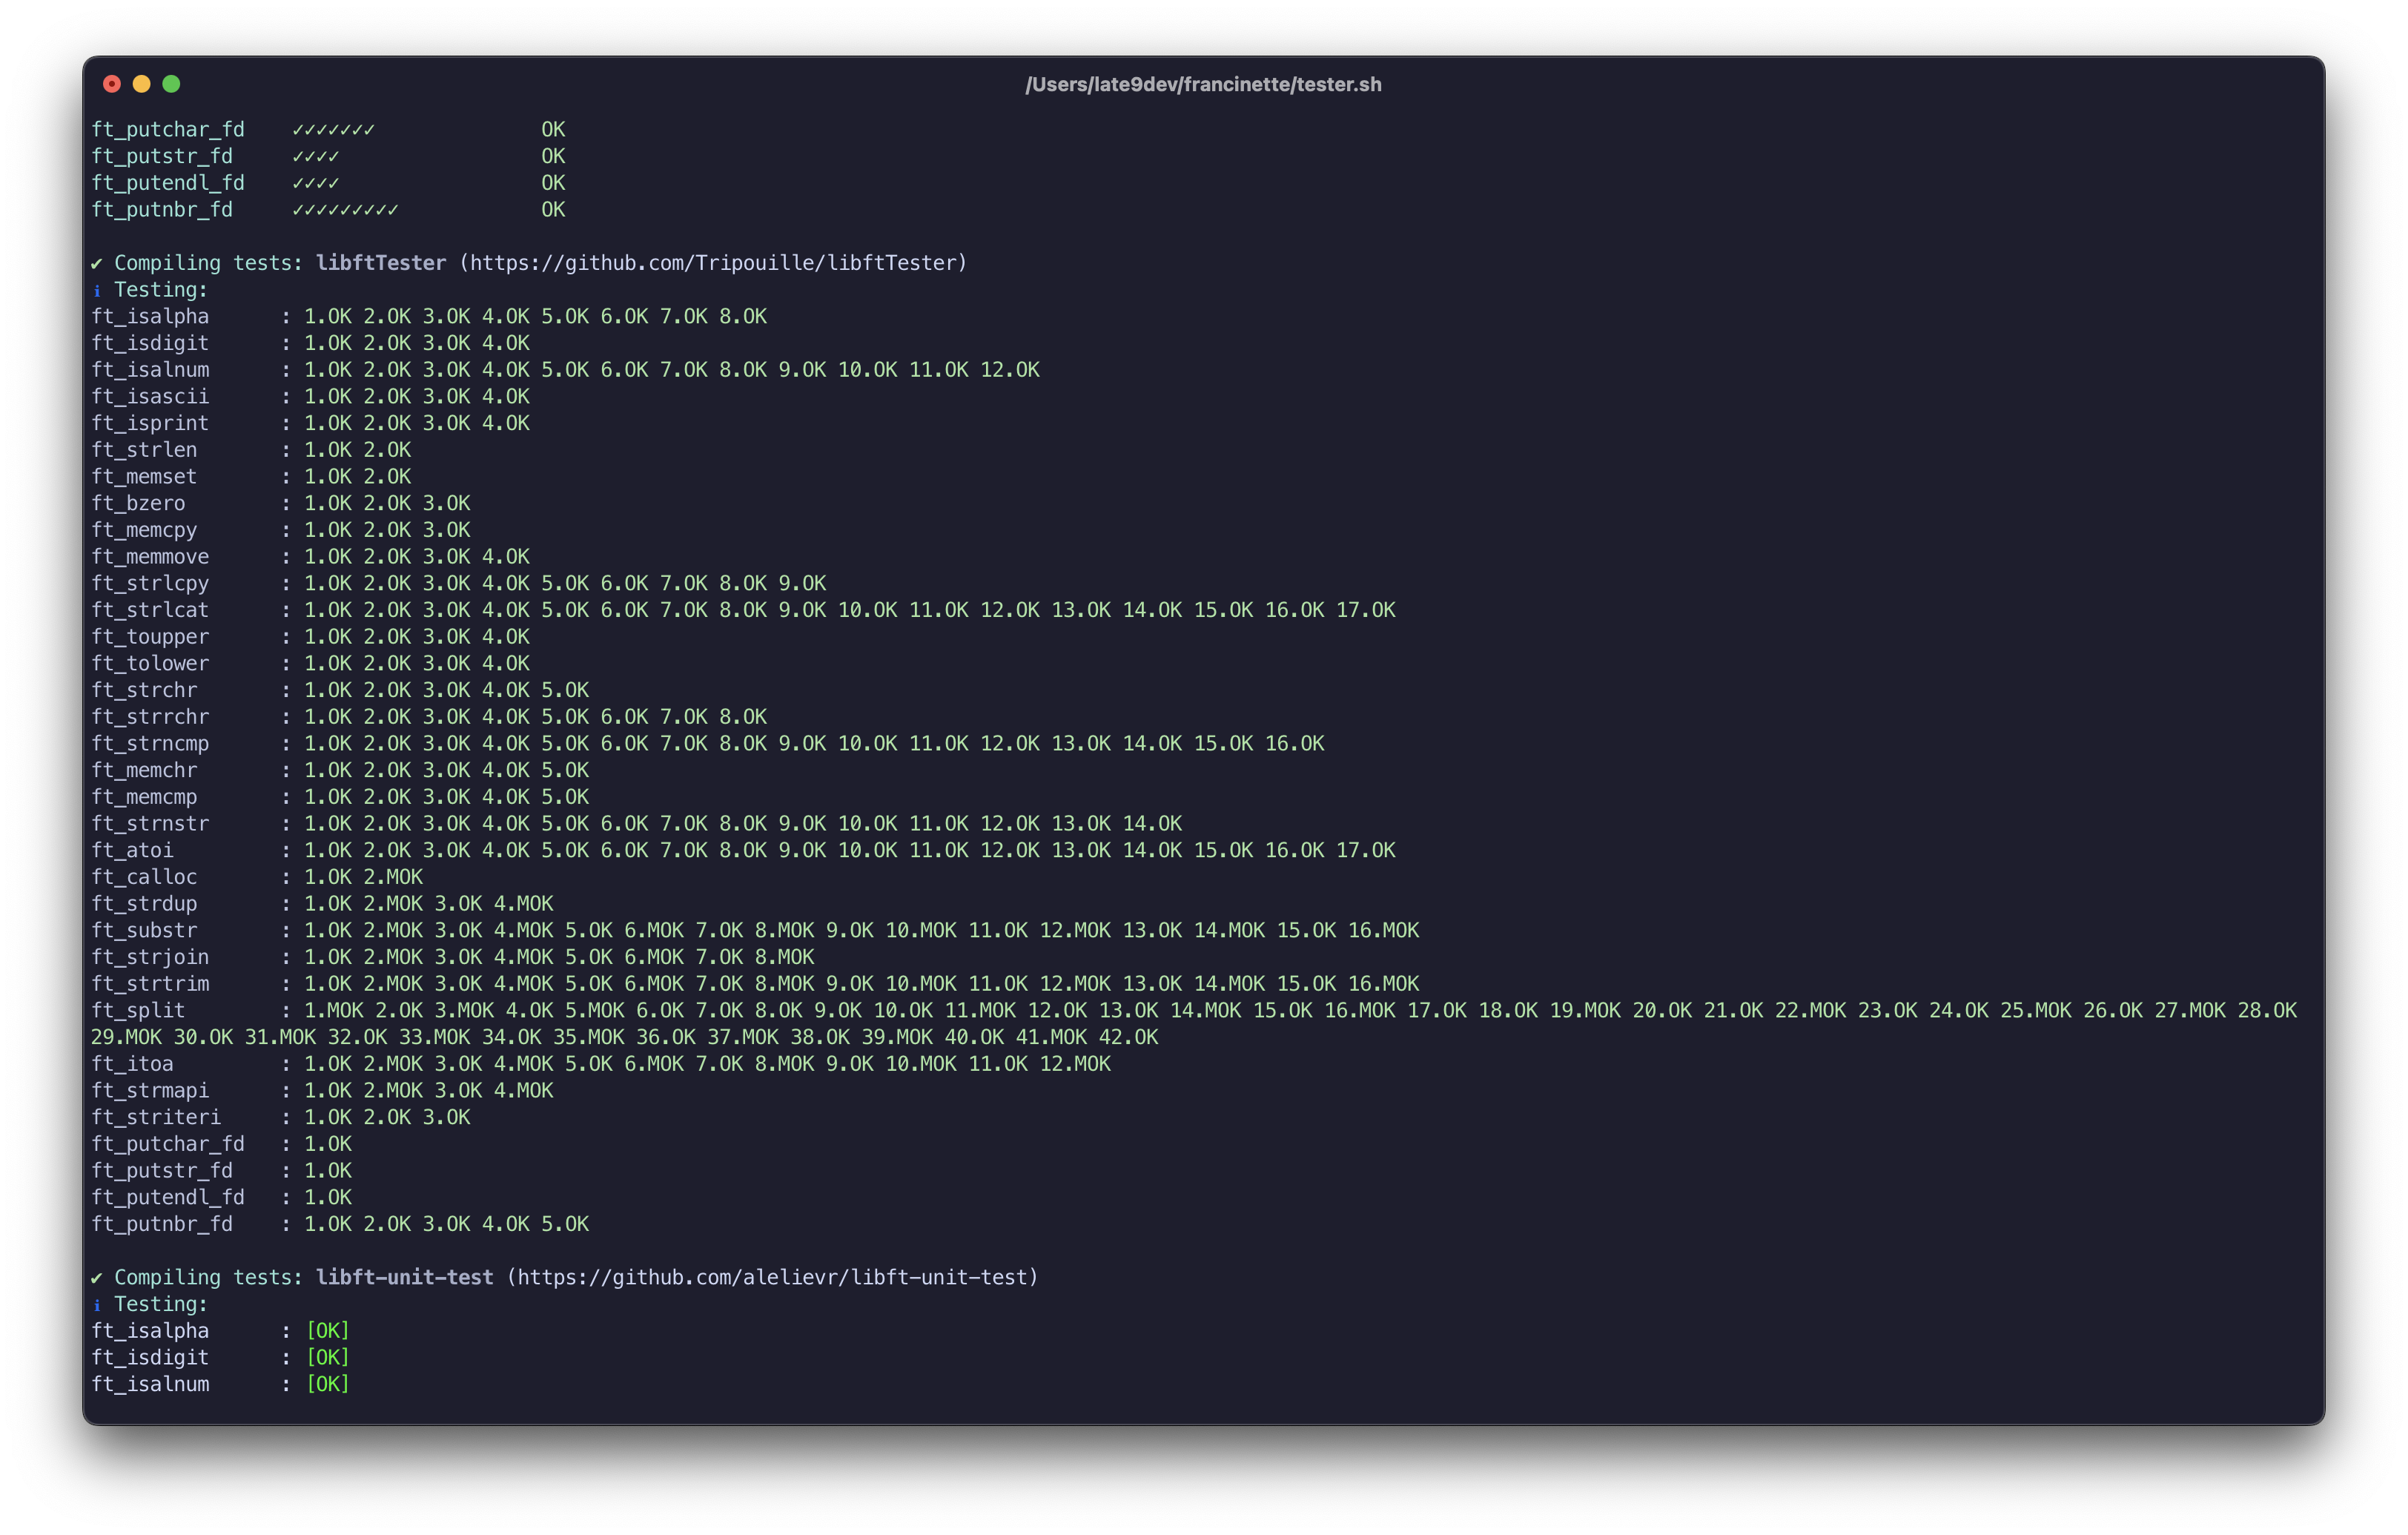 /Users/late9dev/francinette/tester.sh
ft_putchar_fd    ✓✓✓✓✓✓✓              OK
ft_putstr_fd     ✓✓✓✓                 OK
ft_putendl_fd    ✓✓✓✓                 OK
ft_putnbr_fd     ✓✓✓✓✓✓✓✓✓            OK
✔ Compiling tests: libftTester (https://github.com/Tripouille/libftTester)
ℹ Testing:
ft_isalpha      : 1.OK 2.OK 3.OK 4.OK 5.OK 6.OK 7.OK 8.OK
ft_isdigit      : 1.OK 2.OK 3.OK 4.OK
ft_isalnum      : 1.OK 2.OK 3.OK 4.OK 5.OK 6.OK 7.OK 8.OK 9.OK 10.OK 11.OK 12.OK
ft_isascii      : 1.OK 2.OK 3.OK 4.OK
ft_isprint      : 1.OK 2.OK 3.OK 4.OK
ft_strlen       : 1.OK 2.OK
ft_memset       : 1.OK 2.OK
ft_bzero        : 1.OK 2.OK 3.OK
ft_memcpy       : 1.OK 2.OK 3.OK
ft_memmove      : 1.OK 2.OK 3.OK 4.OK
ft_strlcpy      : 1.OK 2.OK 3.OK 4.OK 5.OK 6.OK 7.OK 8.OK 9.OK
ft_strlcat      : 1.OK 2.OK 3.OK 4.OK 5.OK 6.OK 7.OK 8.OK 9.OK 10.OK 11.OK 12.OK 13.OK 14.OK 15.OK 16.OK 17.OK
ft_toupper      : 1.OK 2.OK 3.OK 4.OK
ft_tolower      : 1.OK 2.OK 3.OK 4.OK
ft_strchr       : 1.OK 2.OK 3.OK 4.OK 5.OK
ft_strrchr      : 1.OK 2.OK 3.OK 4.OK 5.OK 6.OK 7.OK 8.OK
ft_strncmp      : 1.OK 2.OK 3.OK 4.OK 5.OK 6.OK 7.OK 8.OK 9.OK 10.OK 11.OK 12.OK 13.OK 14.OK 15.OK 16.OK
ft_memchr       : 1.OK 2.OK 3.OK 4.OK 5.OK
ft_memcmp       : 1.OK 2.OK 3.OK 4.OK 5.OK
ft_strnstr      : 1.OK 2.OK 3.OK 4.OK 5.OK 6.OK 7.OK 8.OK 9.OK 10.OK 11.OK 12.OK 13.OK 14.OK
ft_atoi         : 1.OK 2.OK 3.OK 4.OK 5.OK 6.OK 7.OK 8.OK 9.OK 10.OK 11.OK 12.OK 13.OK 14.OK 15.OK 16.OK 17.OK
ft_calloc       : 1.OK 2.MOK
ft_strdup       : 1.OK 2.MOK 3.OK 4.MOK
ft_substr       : 1.OK 2.MOK 3.OK 4.MOK 5.OK 6.MOK 7.OK 8.MOK 9.OK 10.MOK 11.OK 12.MOK 13.OK 14.MOK 15.OK 16.MOK
ft_strjoin      : 1.OK 2.MOK 3.OK 4.MOK 5.OK 6.MOK 7.OK 8.MOK
ft_strtrim      : 1.OK 2.MOK 3.OK 4.MOK 5.OK 6.MOK 7.OK 8.MOK 9.OK 10.MOK 11.OK 12.MOK 13.OK 14.MOK 15.OK 16.MOK
ft_split        : 1.MOK 2.OK 3.MOK 4.OK 5.MOK 6.OK 7.OK 8.OK 9.OK 10.OK 11.MOK 12.OK 13.OK 14.MOK 15.OK 16.MOK 17.OK 18.OK 19.MOK 20.OK 21.OK 22.MOK 23.OK 24.OK 25.MOK 26.OK 27.MOK 28.OK
29.MOK 30.OK 31.MOK 32.OK 33.MOK 34.OK 35.MOK 36.OK 37.MOK 38.OK 39.MOK 40.OK 41.MOK 42.OK
ft_itoa         : 1.OK 2.MOK 3.OK 4.MOK 5.OK 6.MOK 7.OK 8.MOK 9.OK 10.MOK 11.OK 12.MOK
ft_strmapi      : 1.OK 2.MOK 3.OK 4.MOK
ft_striteri     : 1.OK 2.OK 3.OK
ft_putchar_fd   : 1.OK
ft_putstr_fd    : 1.OK
ft_putendl_fd   : 1.OK
ft_putnbr_fd    : 1.OK 2.OK 3.OK 4.OK 5.OK
✔ Compiling tests: libft-unit-test (https://github.com/alelievr/libft-unit-test)
ℹ Testing:
ft_isalpha      : [OK]
ft_isdigit      : [OK]
ft_isalnum      : [OK]